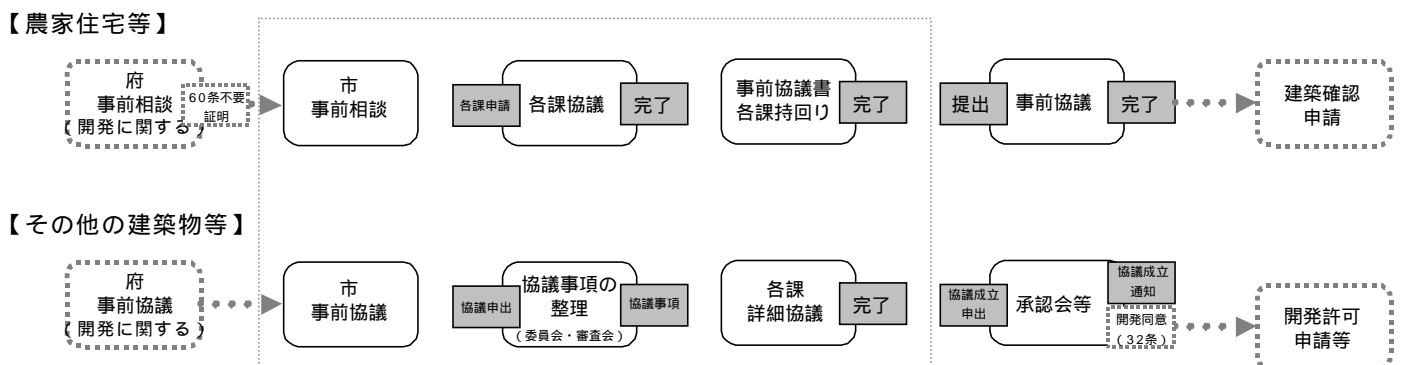 【農家住宅等】
府
事前相談
（開発に関する）
60条不要
証明
市
事前相談
各課申請
各課協議
完了
事前協議書
各課持回り
完了
提出
事前協議
完了
建築確認
申請
【その他の建築物等】
府
事前協議
（開発に関する）
市
事前協議
協議申出
協議事項の
整理
（委員会・審査会）
協議事項
各課
詳細協議
完了
協議成立
申出
承認会等
協議成立
通知
開発同意
（32条）
開発許可
申請等